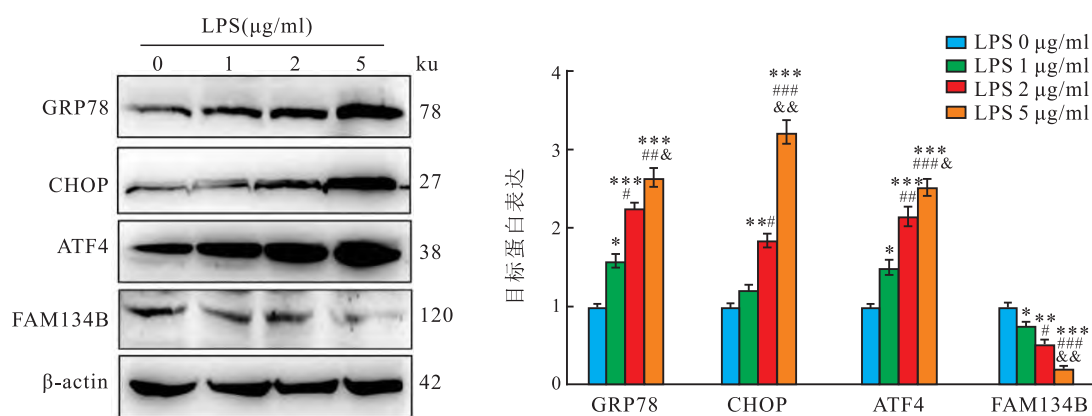 LPS(μg/ml)
0 1 2 5 ku
GRP78 78
CHOP 27
ATF4 38
FAM134B 120
β-actin 42
LPS 0 μg/ml
LPS 1 μg/ml
LPS 2 μg/ml
LPS 5 μg/ml
目标蛋白表达
4
3
2
1
0
* *** # *** ##&
**# *** ### &&
* *** ## *** ###&
* ** # *** ### &&
GRP78 CHOP ATF4 FAM134B